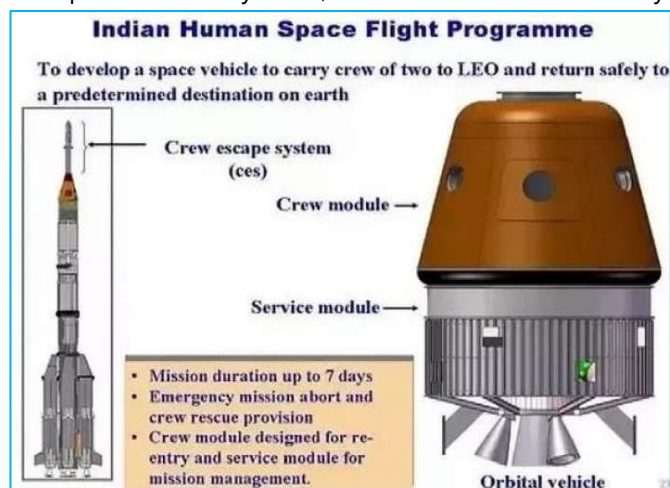 Indian Human Space Flight Programme
To develop a space vehicle to carry crew of two to LEO and return safely to
a predetermined destination on earth
Crew escape system
(ces)
Crew module
Service module
• Mission duration up to 7 days
• Emergency mission abort and
crew rescue provision
• Crew module designed for re-
entry and service module for
mission management.
Orbital vehicle